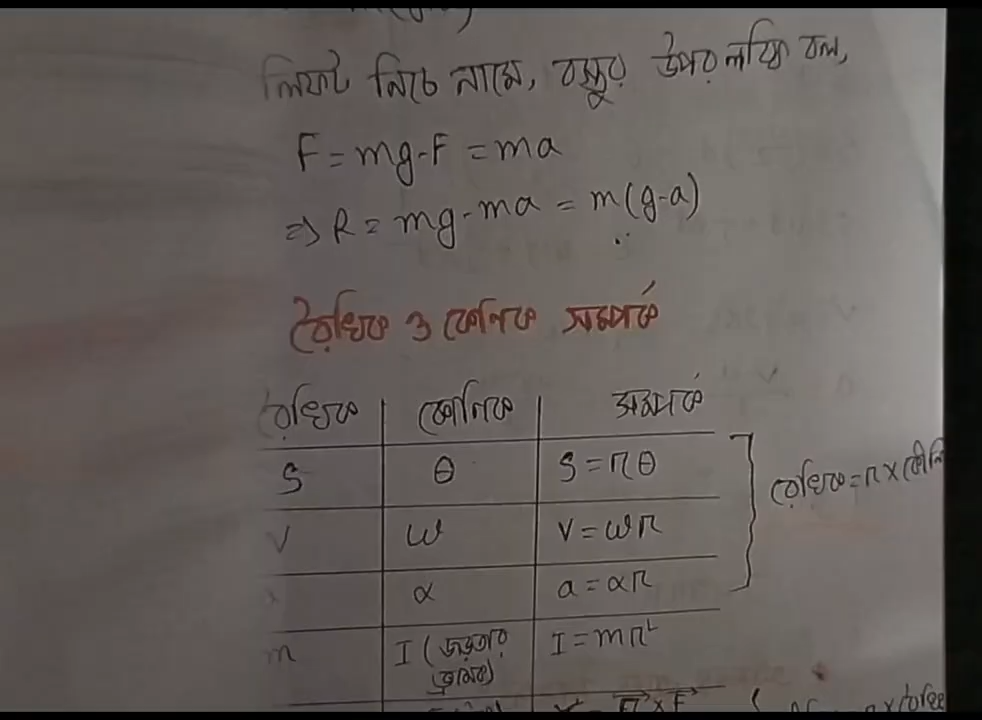 লিফট নিচে নামে, বস্তুর উপর লব্ধি বল,
F = mg-F = ma
⇒ R = mg-ma = m(g-a)
রৈখিক ও কৌনিক সম্পর্ক
রৈখিক কৌনিক সম্পর্ক
S θ S = rθ
V ω V = ωr
α a = αr
রৈখিক = r × কৌনি
m I (জড়তার ভ্রামক) I = mr²